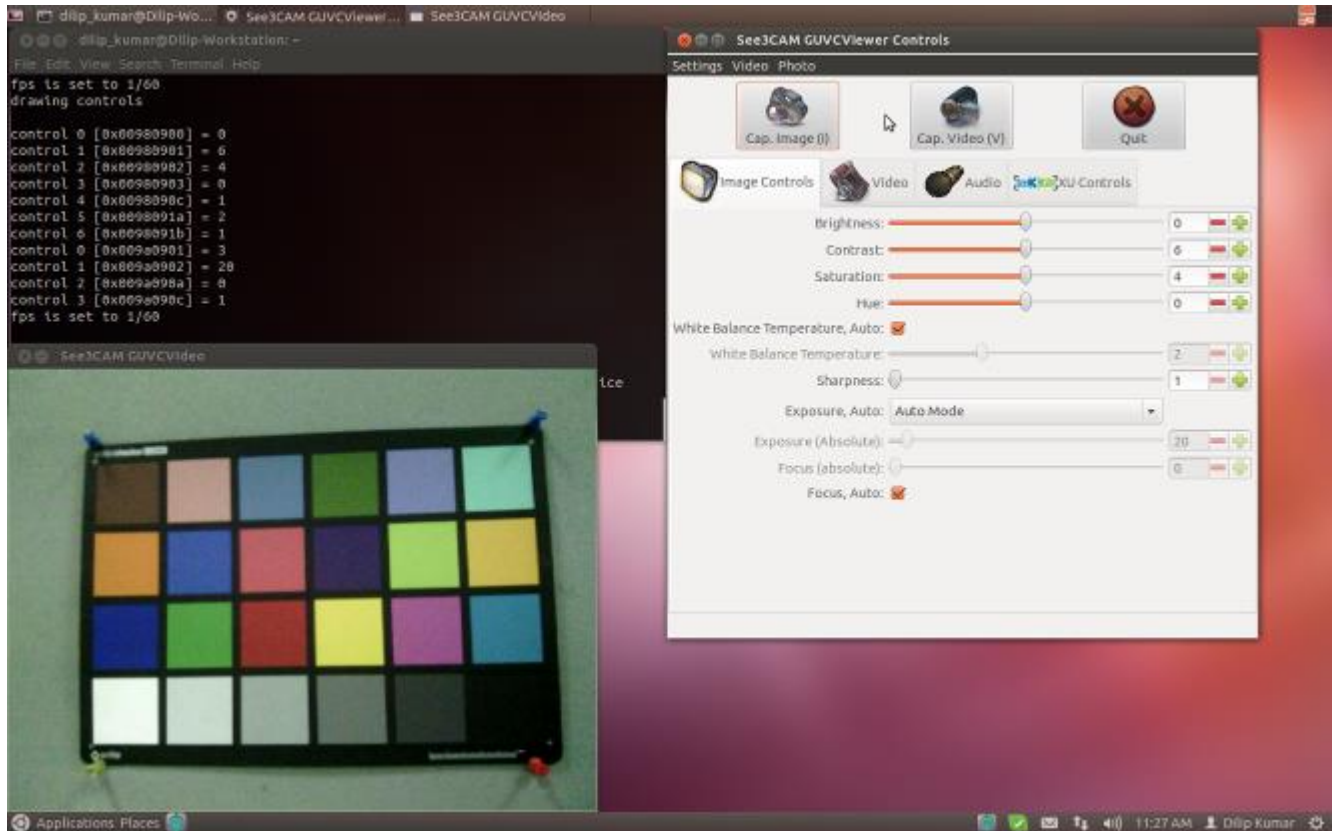 dilip_kumar@Dilip-Wo... See3CAM GUVCViewer... See3CAM GUVCVideo
dilip_kumar@Dilip-Workstation: ~
File Edit View Search Terminal Help
fps is set to 1/60
drawing controls
control 0 [0x00980900] = 0
control 1 [0x00980901] = 6
control 2 [0x00980902] = 4
control 3 [0x00980903] = 0
control 4 [0x0098090c] = 1
control 5 [0x0098091a] = 2
control 6 [0x0098091b] = 1
control 0 [0x009a0901] = 3
control 1 [0x009a0902] = 20
control 2 [0x009a090a] = 0
control 3 [0x009a090c] = 1
fps is set to 1/60
ice
See3CAM GUVCVideo
See3CAM GUVCViewer Controls
Settings Video Photo
Cap. Image (I) Cap. Video (V) Quit
Image Controls Video Audio XU Controls
Brightness: 0
Contrast: 6
Saturation: 4
Hue: 0
White Balance Temperature, Auto:
White Balance Temperature: 2
Sharpness: 1
Exposure, Auto: Auto Mode
Exposure (Absolute): 20
Focus (absolute): 0
Focus, Auto:
Applications Places 11:27 AM Dilip Kumar